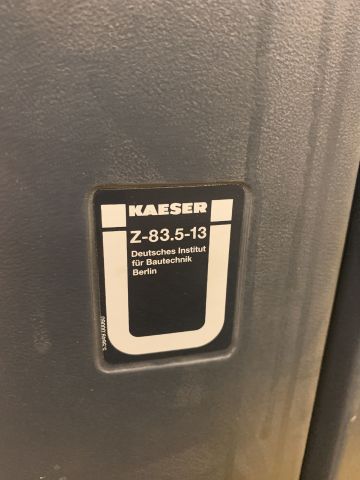 KAESER
Z-83.5-13
Deutsches Institut
für Bautechnik
Berlin